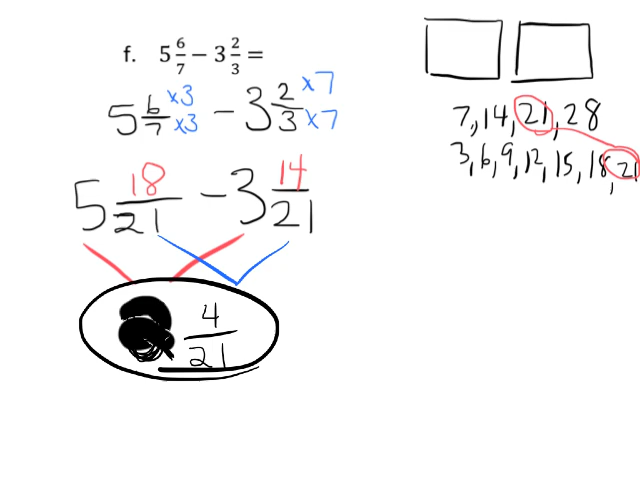 f. 5 6/7 − 3 2/3 =
5 6/7 ×3 ×3 − 3 2/3 ×7 ×7
5 18/21 − 3 14/21
4/21
7, 14, 21, 28
3, 6, 9, 12, 15, 18, 21